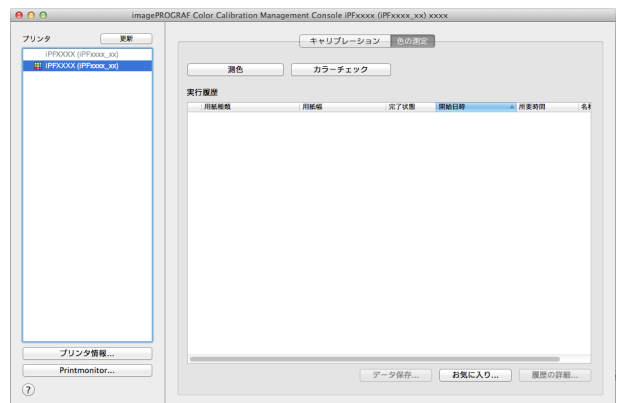 imagePROGRAF Color Calibration Management Console iPFxxxx (iPFxxxx_xx) xxxx
プリンタ 更新
iPFXXXX (iPFxxxx_xx)
iPFXXXX (iPFxxxx_xx)
プリンタ情報...
Printmonitor...
?
キャリブレーション 色の測定
測色 カラーチェック
実行履歴
用紙種類 用紙幅 完了状態 開始日時 所要時間 名称
データ保存... お気に入り... 履歴の詳細...